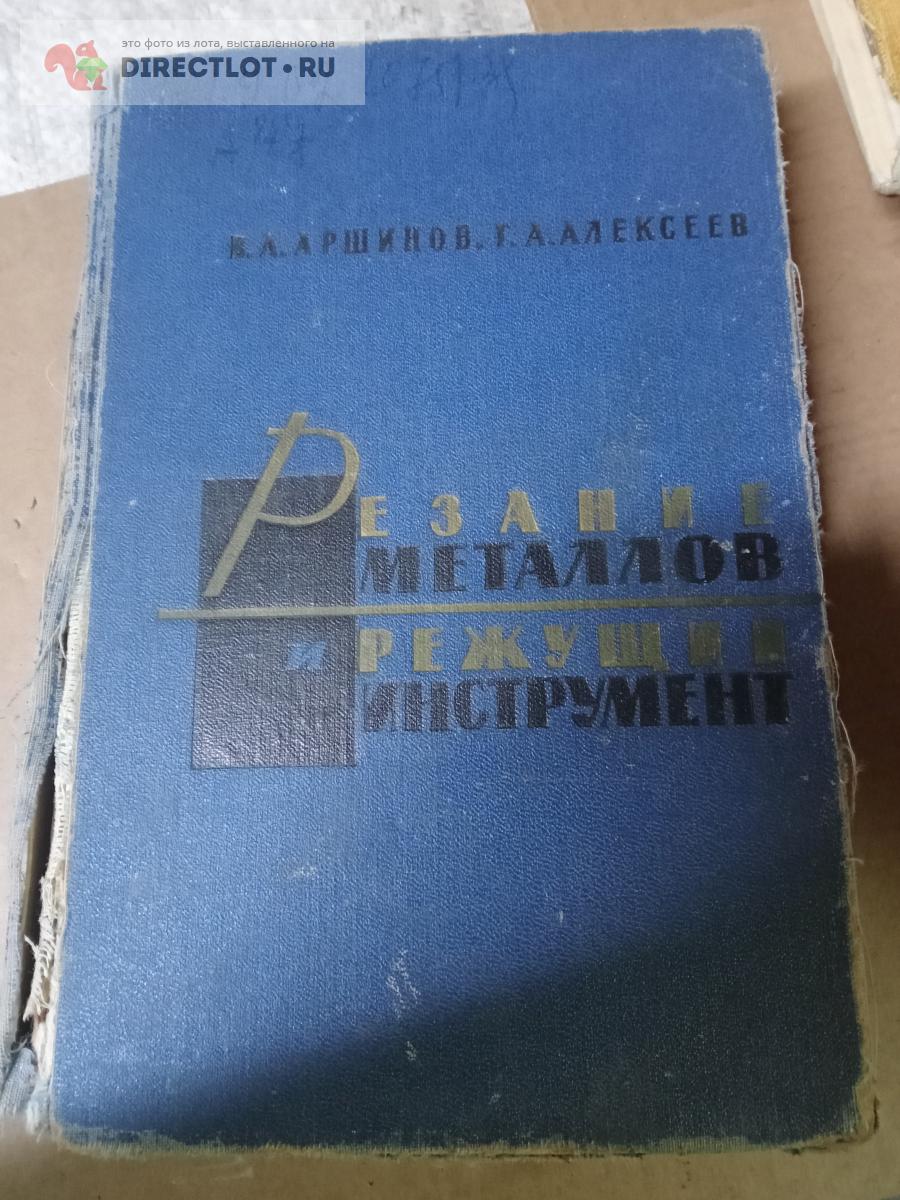 это фото из лота, выставленного на
DIRECTLOT•RU
В.А.АРШИНОВ, Г.А.АЛЕКСЕЕВ
РЕЗАНИЕ
МЕТАЛЛОВ
и РЕЖУЩИЙ
ИНСТРУМЕНТ